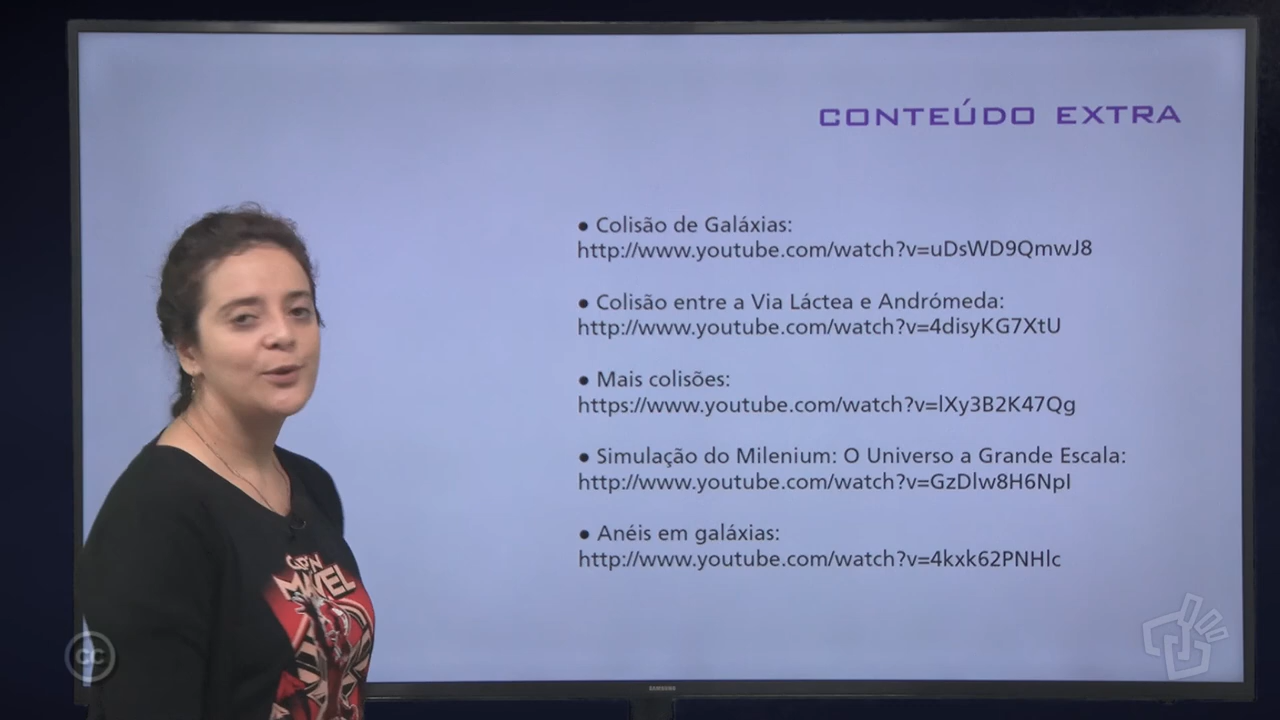 CONTEÚDO EXTRA
● Colisão de Galáxias:
http://www.youtube.com/watch?v=uDsWD9QmwJ8
● Colisão entre a Via Láctea e Andrómeda:
http://www.youtube.com/watch?v=4disyKG7XtU
● Mais colisões:
https://www.youtube.com/watch?v=lXy3B2K47Qg
● Simulação do Milenium: O Universo a Grande Escala:
http://www.youtube.com/watch?v=GzDlw8H6NpI
● Anéis em galáxias:
http://www.youtube.com/watch?v=4kxk62PNHlc
cc
SAMSUNG